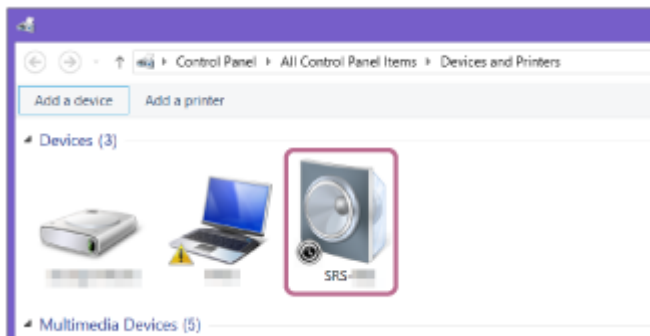 Control Panel All Control Panel Items Devices and Printers
Add a device Add a printer
Devices (3)
SRS-
Multimedia Devices (5)